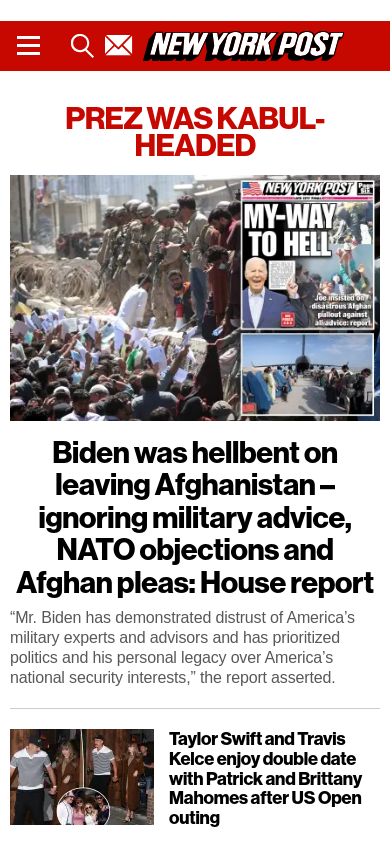 NEW YORK POST
PREZ WAS KABUL-
HEADED
NEW YORK POST
MY-WAY
TO HELL
Joe insisted on
disastrous Afghan
pullout against
all advice: report
Biden was hellbent on
leaving Afghanistan –
ignoring military advice,
NATO objections and
Afghan pleas: House report
“Mr. Biden has demonstrated distrust of America’s
military experts and advisors and has prioritized
politics and his personal legacy over America’s
national security interests,” the report asserted.
Taylor Swift and Travis
Kelce enjoy double date
with Patrick and Brittany
Mahomes after US Open
outing